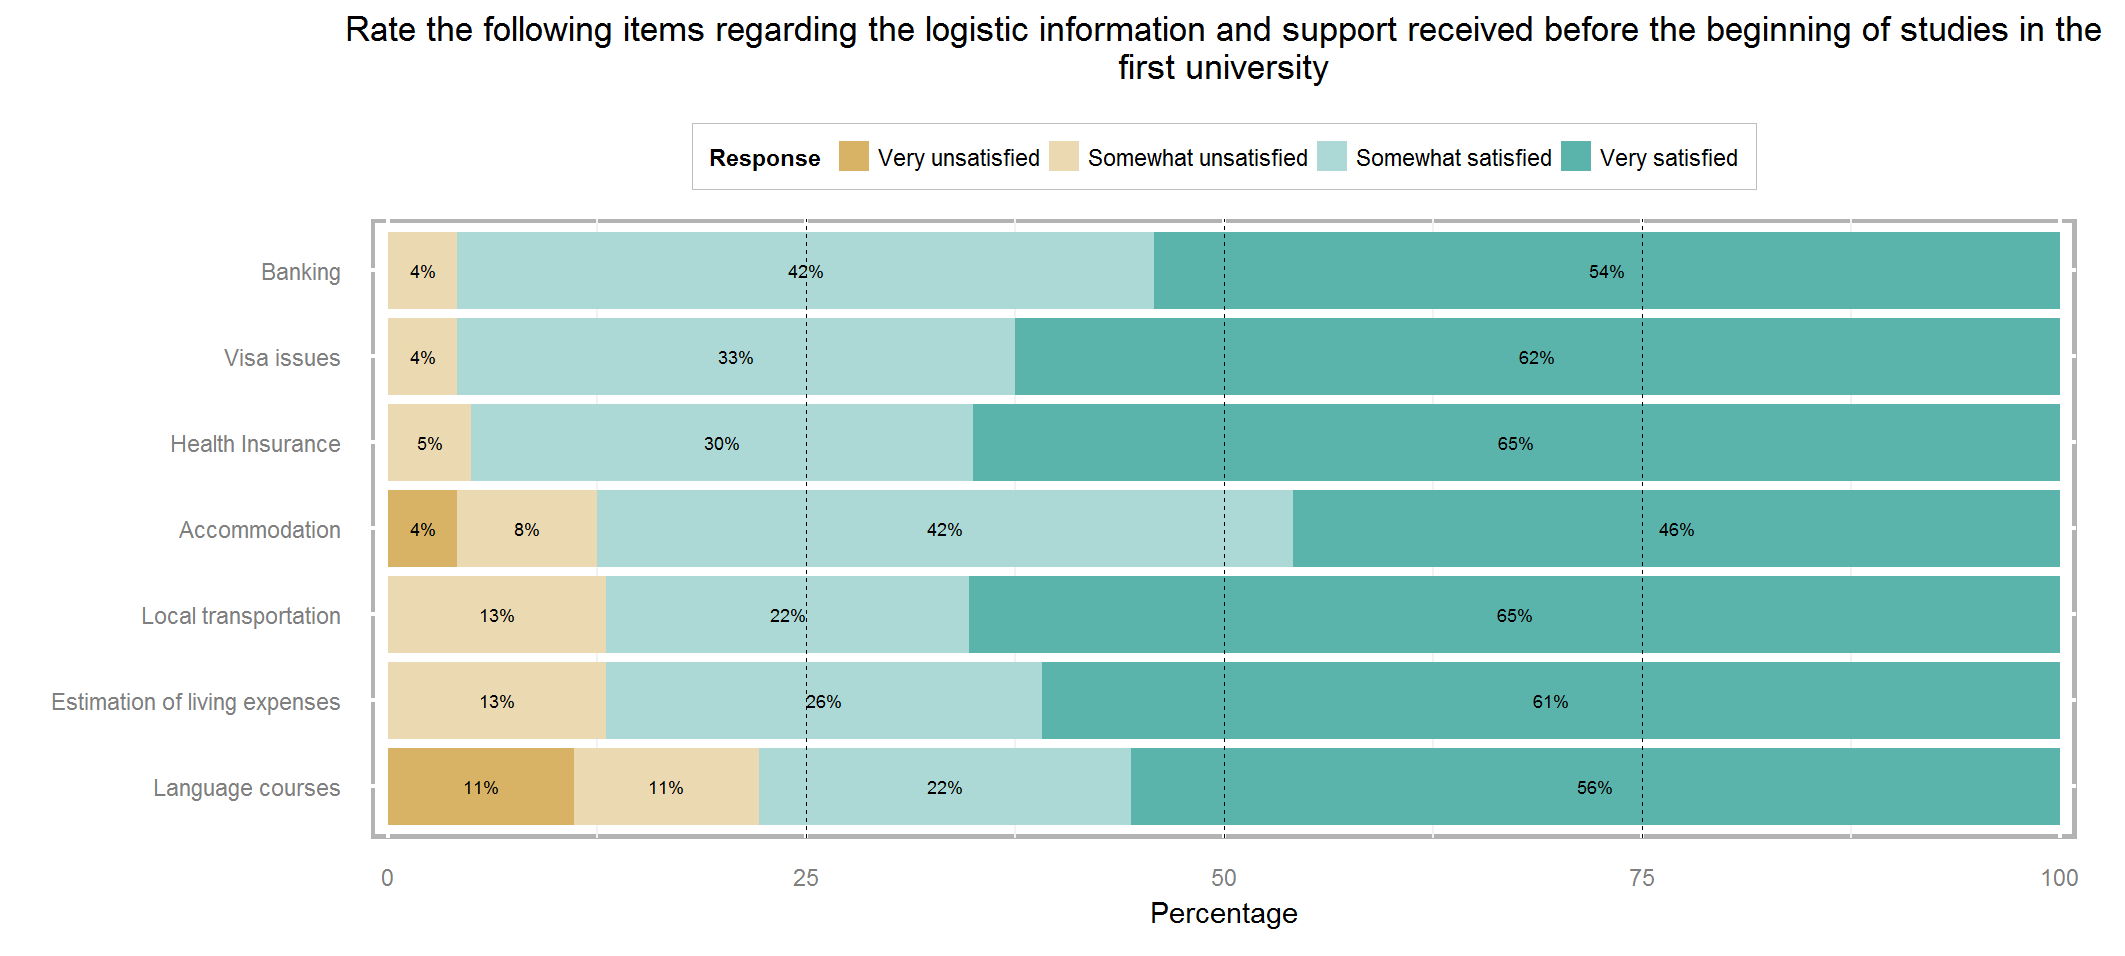 Rate the following items regarding the logistic information and support received before the beginning of studies in the
first university
Response Very unsatisfied Somewhat unsatisfied Somewhat satisfied Very satisfied
Banking 4% 42% 54%
Visa issues 4% 33% 62%
Health Insurance 5% 30% 65%
Accommodation 4% 8% 42% 46%
Local transportation 13% 22% 65%
Estimation of living expenses 13% 26% 61%
Language courses 11% 11% 22% 56%
0 25 50 75 100
Percentage